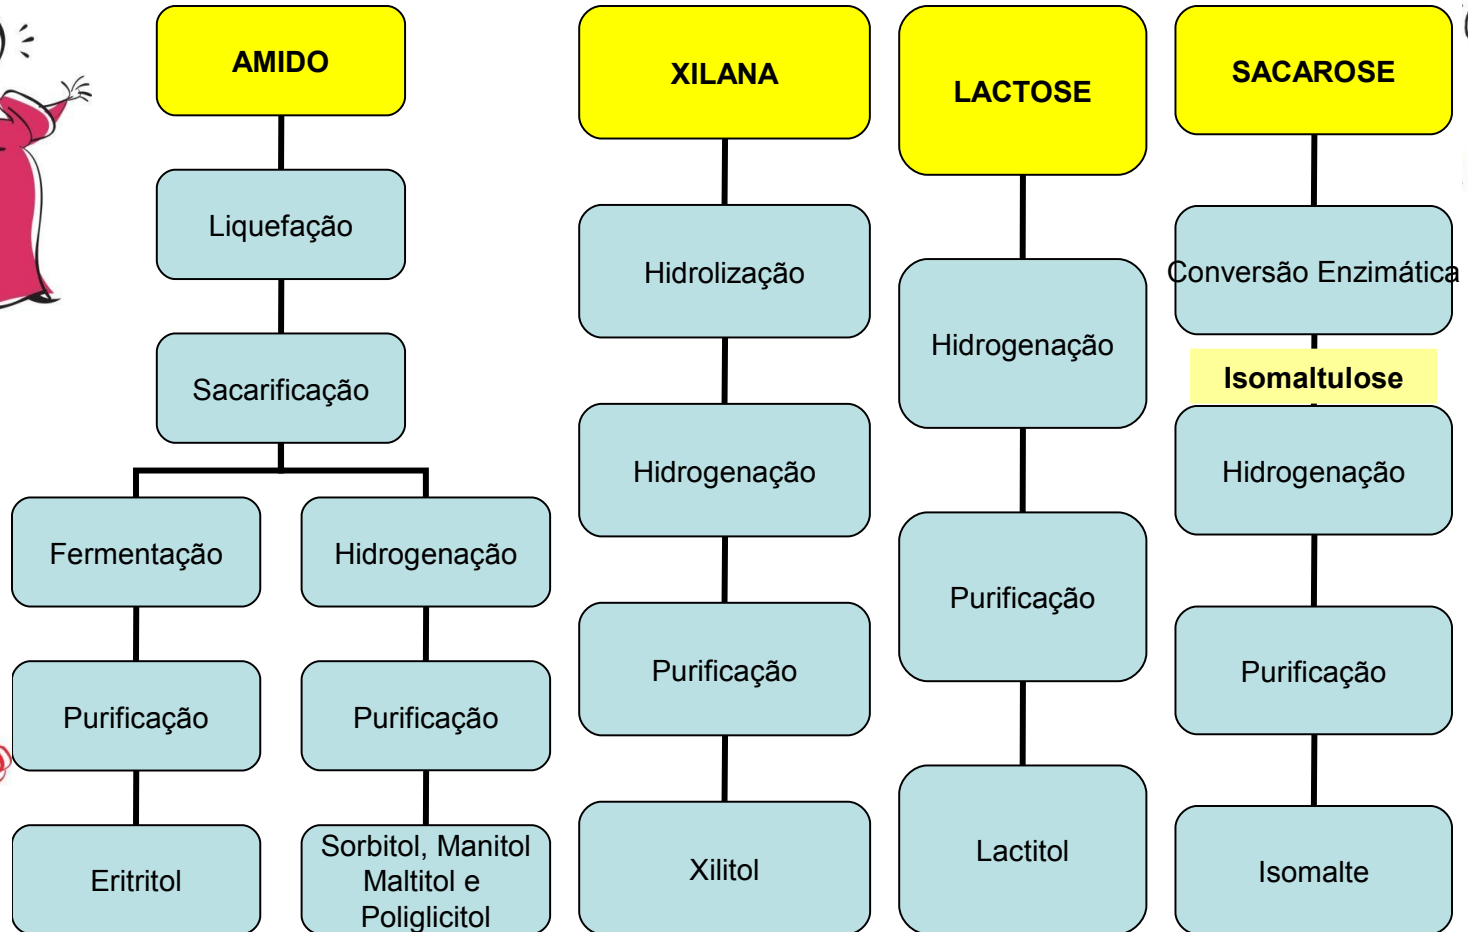 AMIDO
Liquefação
Sacarificação
Fermentação
Purificação
Eritritol
Hidrogenação
Purificação
Sorbitol, Manitol
Maltitol e
Poliglicitol
XILANA
Hidrolização
Hidrogenação
Purificação
Xilitol
LACTOSE
Hidrogenação
Purificação
Lactitol
SACAROSE
Conversão Enzimática
Isomaltulose
Hidrogenação
Purificação
Isomalte